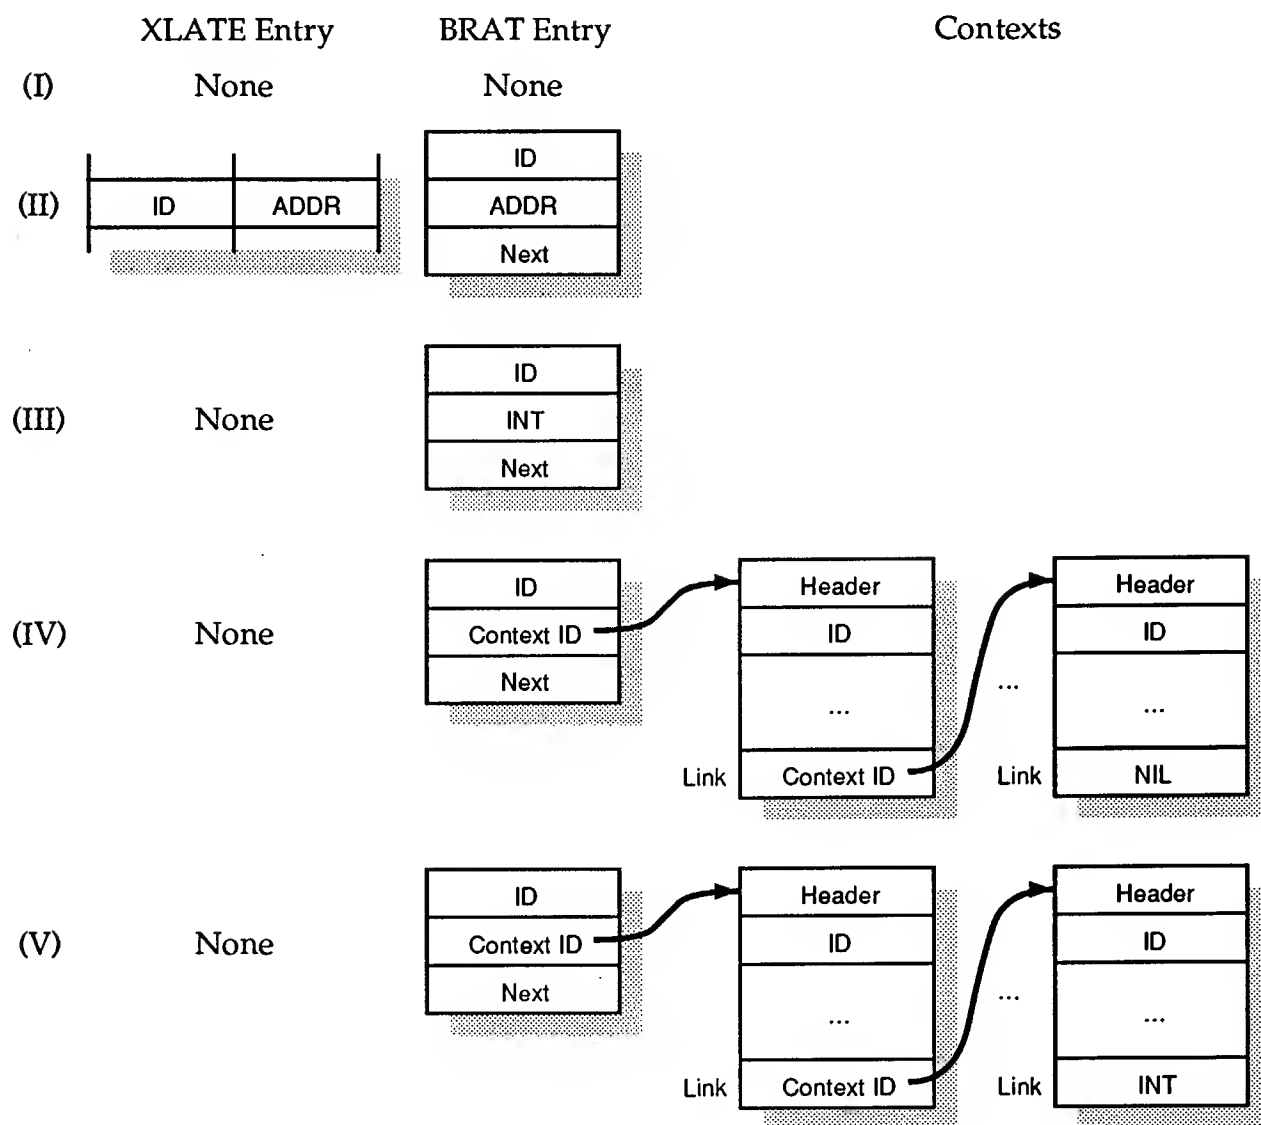 XLATE Entry BRAT Entry Contexts
(I) None None
ID
(II) ID ADDR ADDR
Next
ID
(III) None INT
Next
ID Header Header
(IV) None Context ID ID ID
Next
... ... ...
Link Context ID Link NIL
ID Header Header
(V) None Context ID ID ID
Next
... ... ...
Link Context ID Link INT